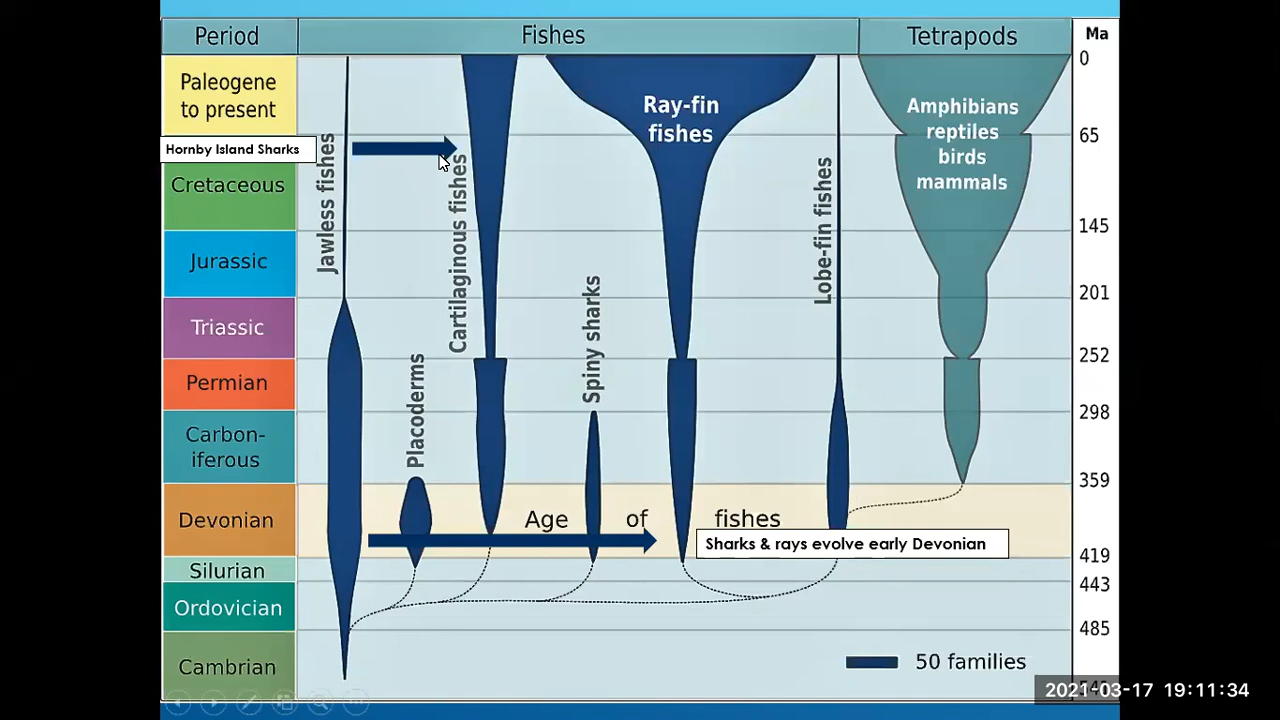 Period
Fishes
Tetrapods
Ma
Paleogene
to present
Hornby Island Sharks
Cretaceous
Jurassic
Triassic
Permian
Carbon-
iferous
Devonian
Silurian
Ordovician
Cambrian
Jawless fishes
Placoderms
Cartilaginous fishes
Spiny sharks
Ray-fin
fishes
Lobe-fin fishes
Amphibians
reptiles
birds
mammals
Age of fishes
Sharks & rays evolve early Devonian
50 families
0
65
145
201
252
298
359
419
443
485
2021-03-17 19:11:34